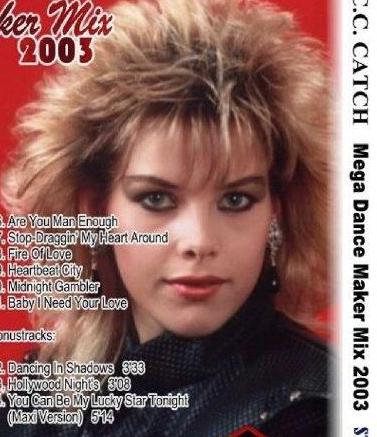 ker Mix
2003
. Are You Man Enough
. Stop-Draggin' My Heart Around
. Fire Of Love
. Heartbeat City
. Midnight Gambler
. Baby I Need Your Love
onustracks:
. Dancing In Shadows 3'33
. Hollywood Night's 3'08
. You Can Be My Lucky Star Tonight
(Maxi Version) 5'14
C.C. CATCH Mega Dance Maker Mix 2003